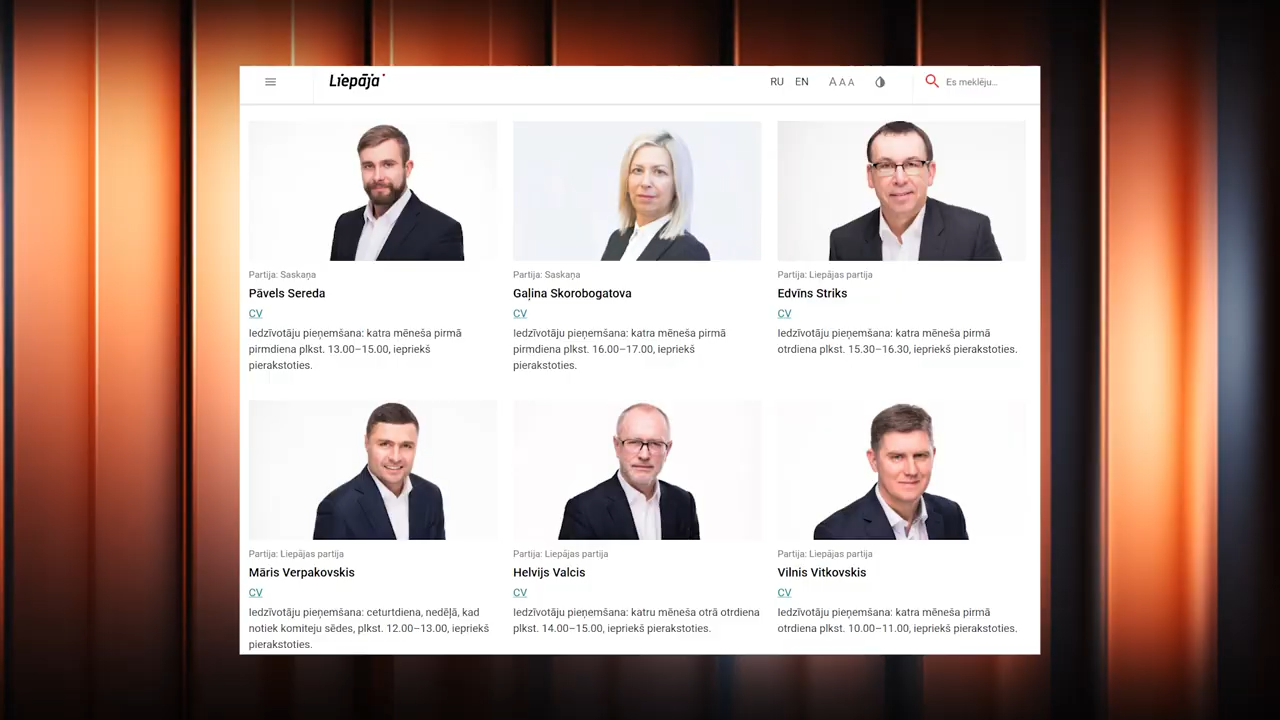 Liepāja
RU EN A A A Es meklēju...
Partija: Saskaņa
Pāvels Sereda
CV
Iedzīvotāju pieņemšana: katra mēneša pirmā
pirmdiena plkst. 13.00–15.00, iepriekš
pierakstoties.
Partija: Saskaņa
Gaļina Skorobogatova
CV
Iedzīvotāju pieņemšana: katra mēneša pirmā
pirmdiena plkst. 16.00–17.00, iepriekš
pierakstoties.
Partija: Liepājas partija
Edvīns Striks
CV
Iedzīvotāju pieņemšana: katra mēneša pirmā
otrdiena plkst. 15.30–16.30, iepriekš pierakstoties.
Partija: Liepājas partija
Māris Verpakovskis
CV
Iedzīvotāju pieņemšana: ceturtdiena, nedēļā, kad
notiek komiteju sēdes, plkst. 12.00–13.00, iepriekš
pierakstoties.
Partija: Liepājas partija
Helvijs Valcis
CV
Iedzīvotāju pieņemšana: katru mēneša otrā otrdiena
plkst. 14.00–15.00, iepriekš pierakstoties.
Partija: Liepājas partija
Vilnis Vitkovskis
CV
Iedzīvotāju pieņemšana: katra mēneša pirmā
otrdiena plkst. 10.00–11.00, iepriekš pierakstoties.